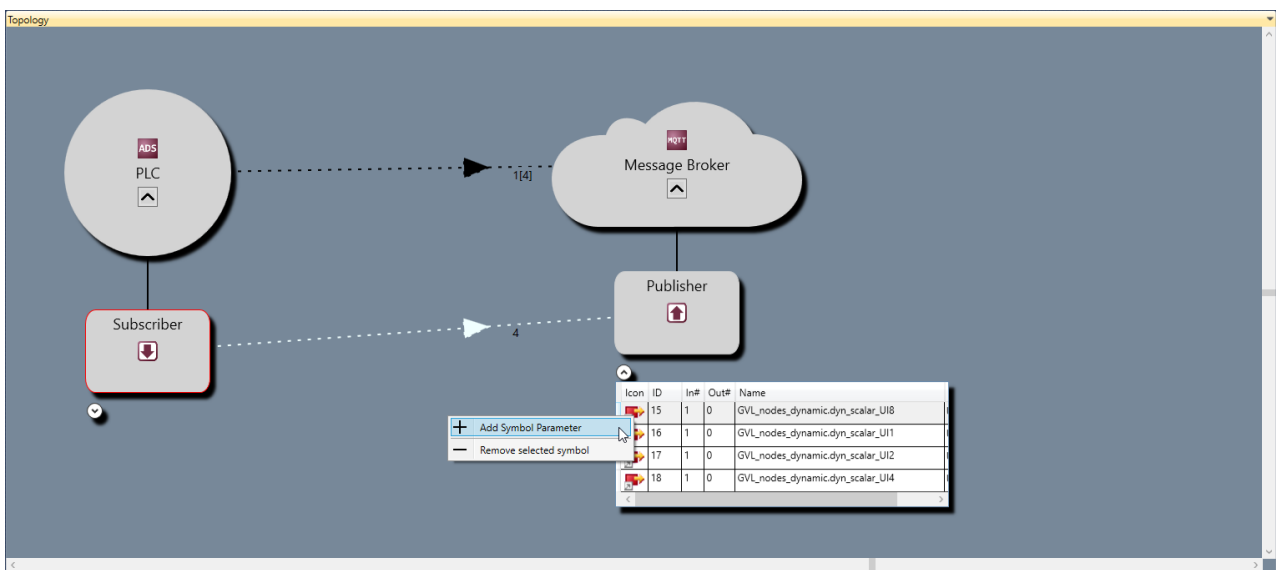 Topology
ADS
PLC
MQTT
Message Broker
1[4]
Publisher
Subscriber
4
Icon ID In# Out# Name
15 1 0 GVL_nodes_dynamic.dyn_scalar_UI8
Add Symbol Parameter
16 1 0 GVL_nodes_dynamic.dyn_scalar_UI1
Remove selected symbol
17 1 0 GVL_nodes_dynamic.dyn_scalar_UI2
18 1 0 GVL_nodes_dynamic.dyn_scalar_UI4